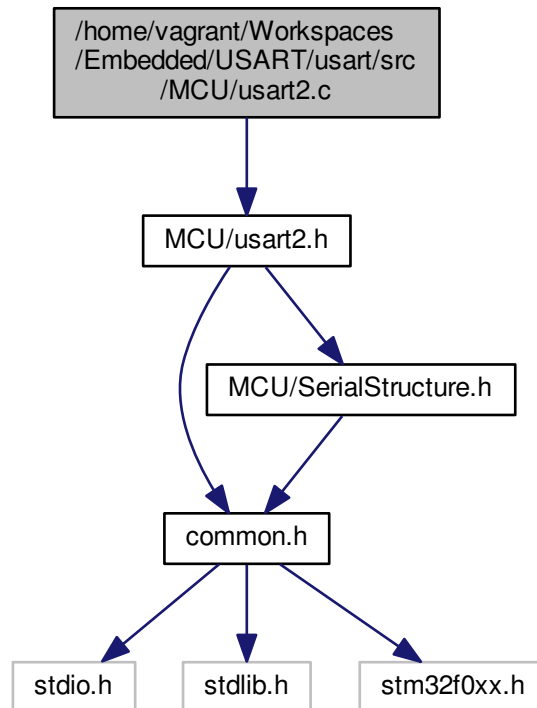 /home/vagrant/Workspaces
/Embedded/USART/usart/src
/MCU/usart2.c
MCU/usart2.h
MCU/SerialStructure.h
common.h
stdio.h
stdlib.h
stm32f0xx.h